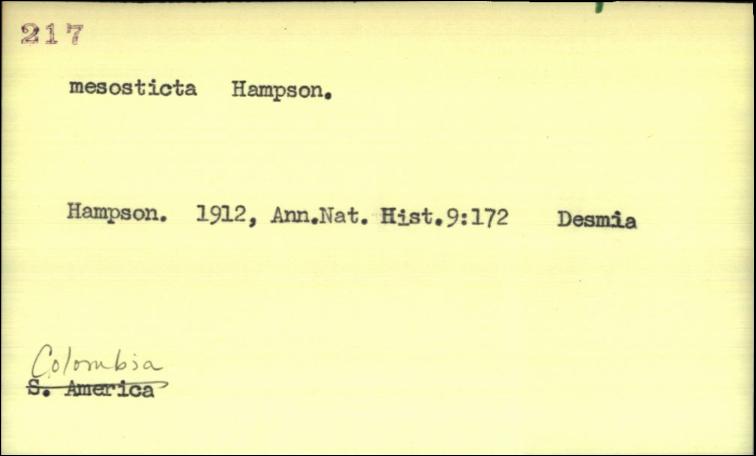 217
mesosticta Hampson.
Hampson. 1912, Ann.Nat. Hist.9:172 Desmia
Colombia
S. America